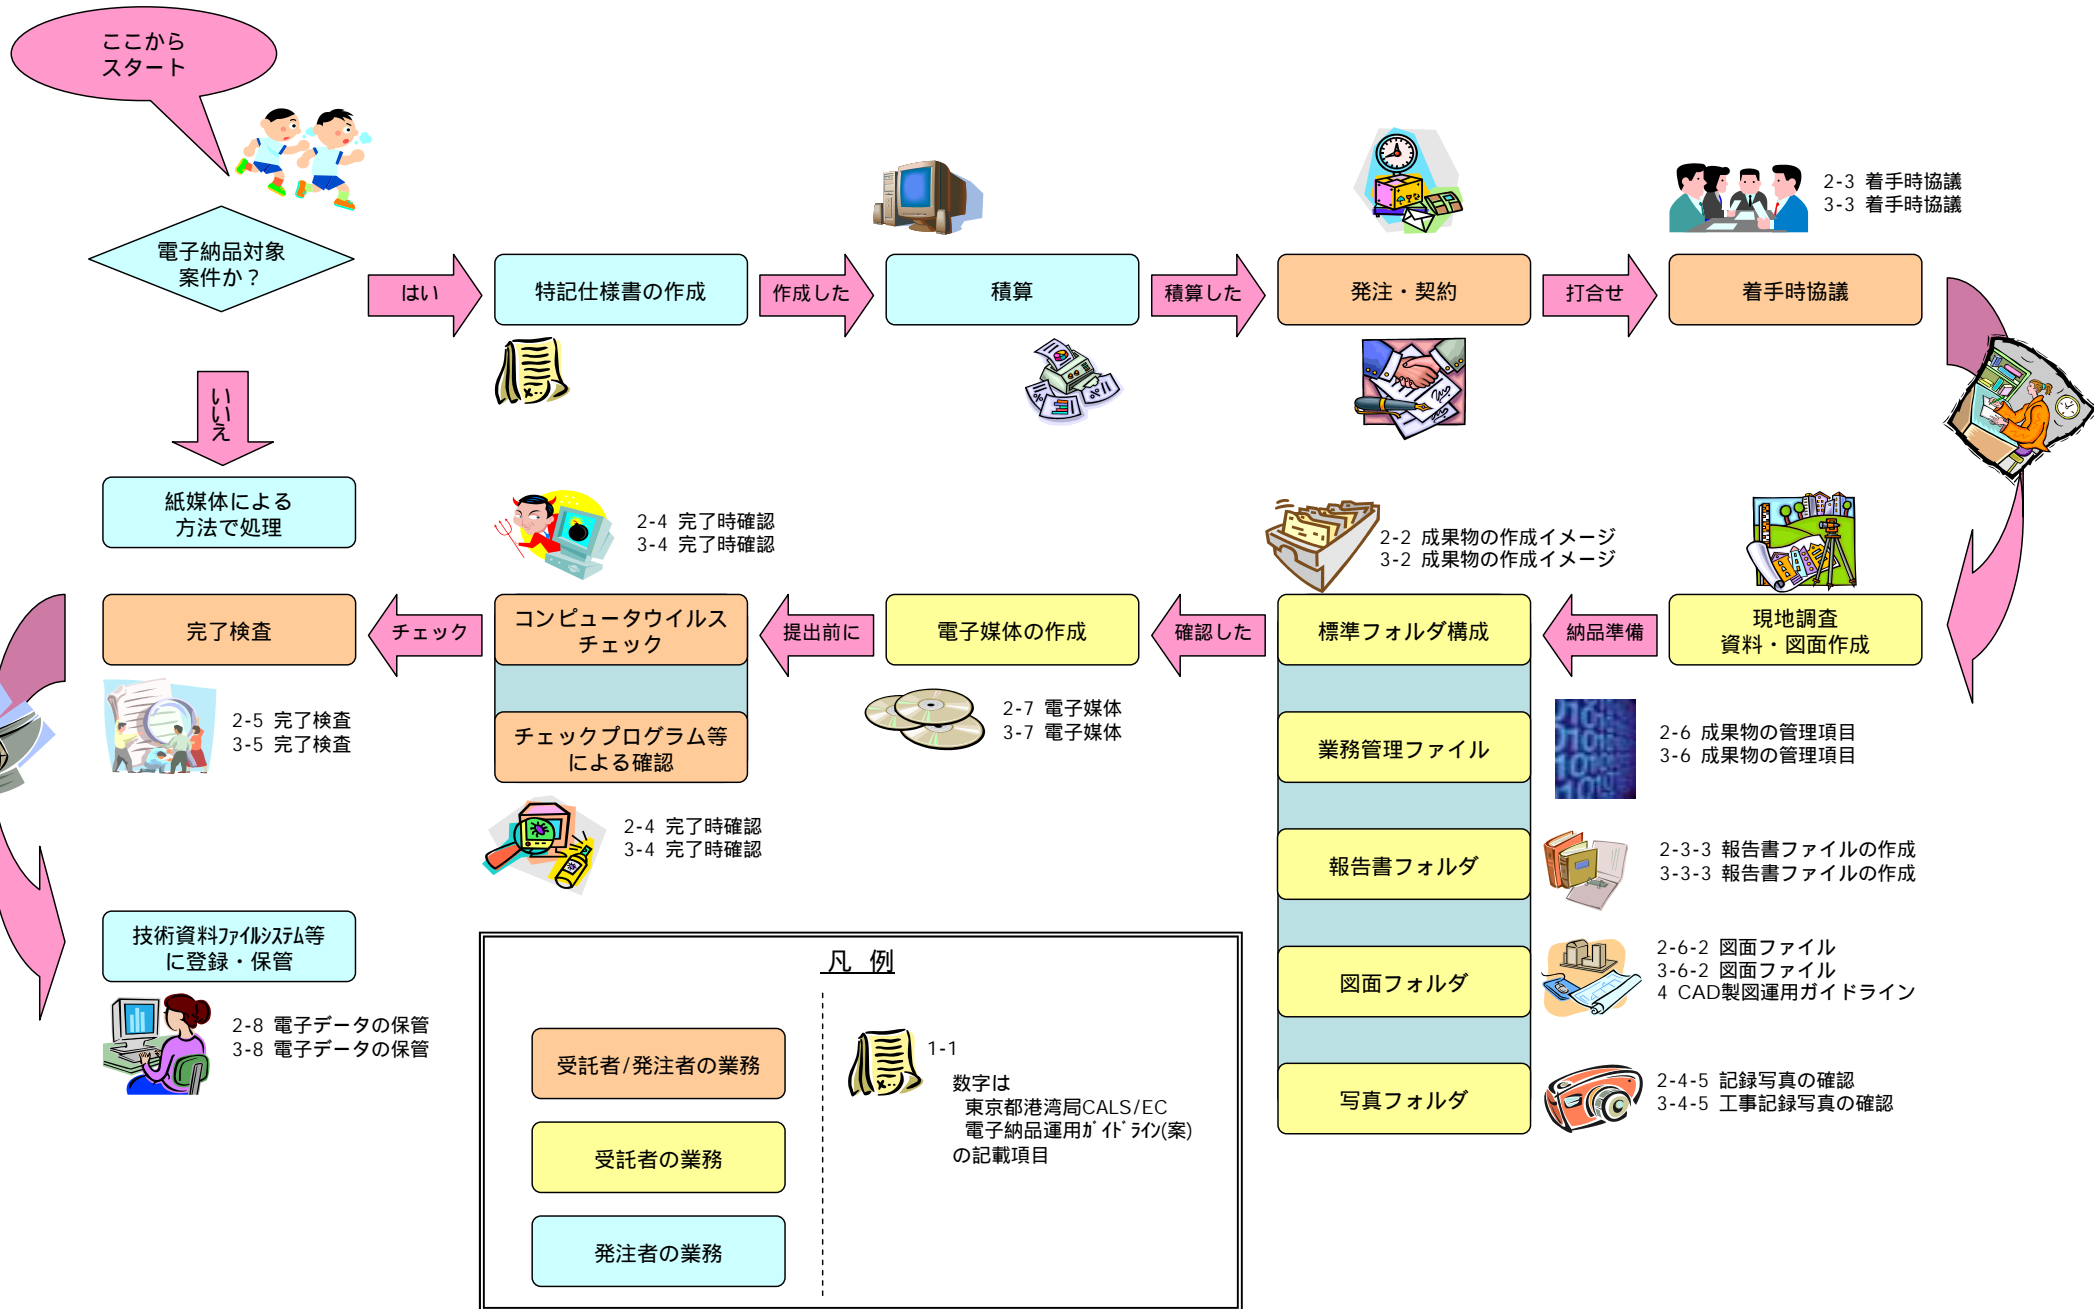 ここから
スタート
2-3 着手時協議
3-3 着手時協議
電子納品対象
案件か？
はい
特記仕様書の作成
作成した
積算
積算した
発注・契約
打合せ
着手時協議
いいえ
紙媒体による
方法で処理
2-4 完了時確認
3-4 完了時確認
2-2 成果物の作成イメージ
3-2 成果物の作成イメージ
完了検査
チェック
コンピュータウイルス
チェック
提出前に
電子媒体の作成
確認した
標準フォルダ構成
納品準備
現地調査
資料・図面作成
2-5 完了検査
3-5 完了検査
チェックプログラム等
による確認
2-7 電子媒体
3-7 電子媒体
業務管理ファイル
2-6 成果物の管理項目
3-6 成果物の管理項目
2-4 完了時確認
3-4 完了時確認
報告書フォルダ
2-3-3 報告書ファイルの作成
3-3-3 報告書ファイルの作成
技術資料ﾌｧｲﾙｼｽﾃﾑ等
に登録・保管
2-8 電子データの保管
3-8 電子データの保管
図面フォルダ
2-6-2 図面ファイル
3-6-2 図面ファイル
4 CAD製図運用ガイドライン
写真フォルダ
2-4-5 記録写真の確認
3-4-5 工事記録写真の確認
凡 例
受託者/発注者の業務
受託者の業務
発注者の業務
1-1
数字は
東京都港湾局CALS/EC
電子納品運用ｶﾞｲﾄﾞﾗｲﾝ(案)
の記載項目